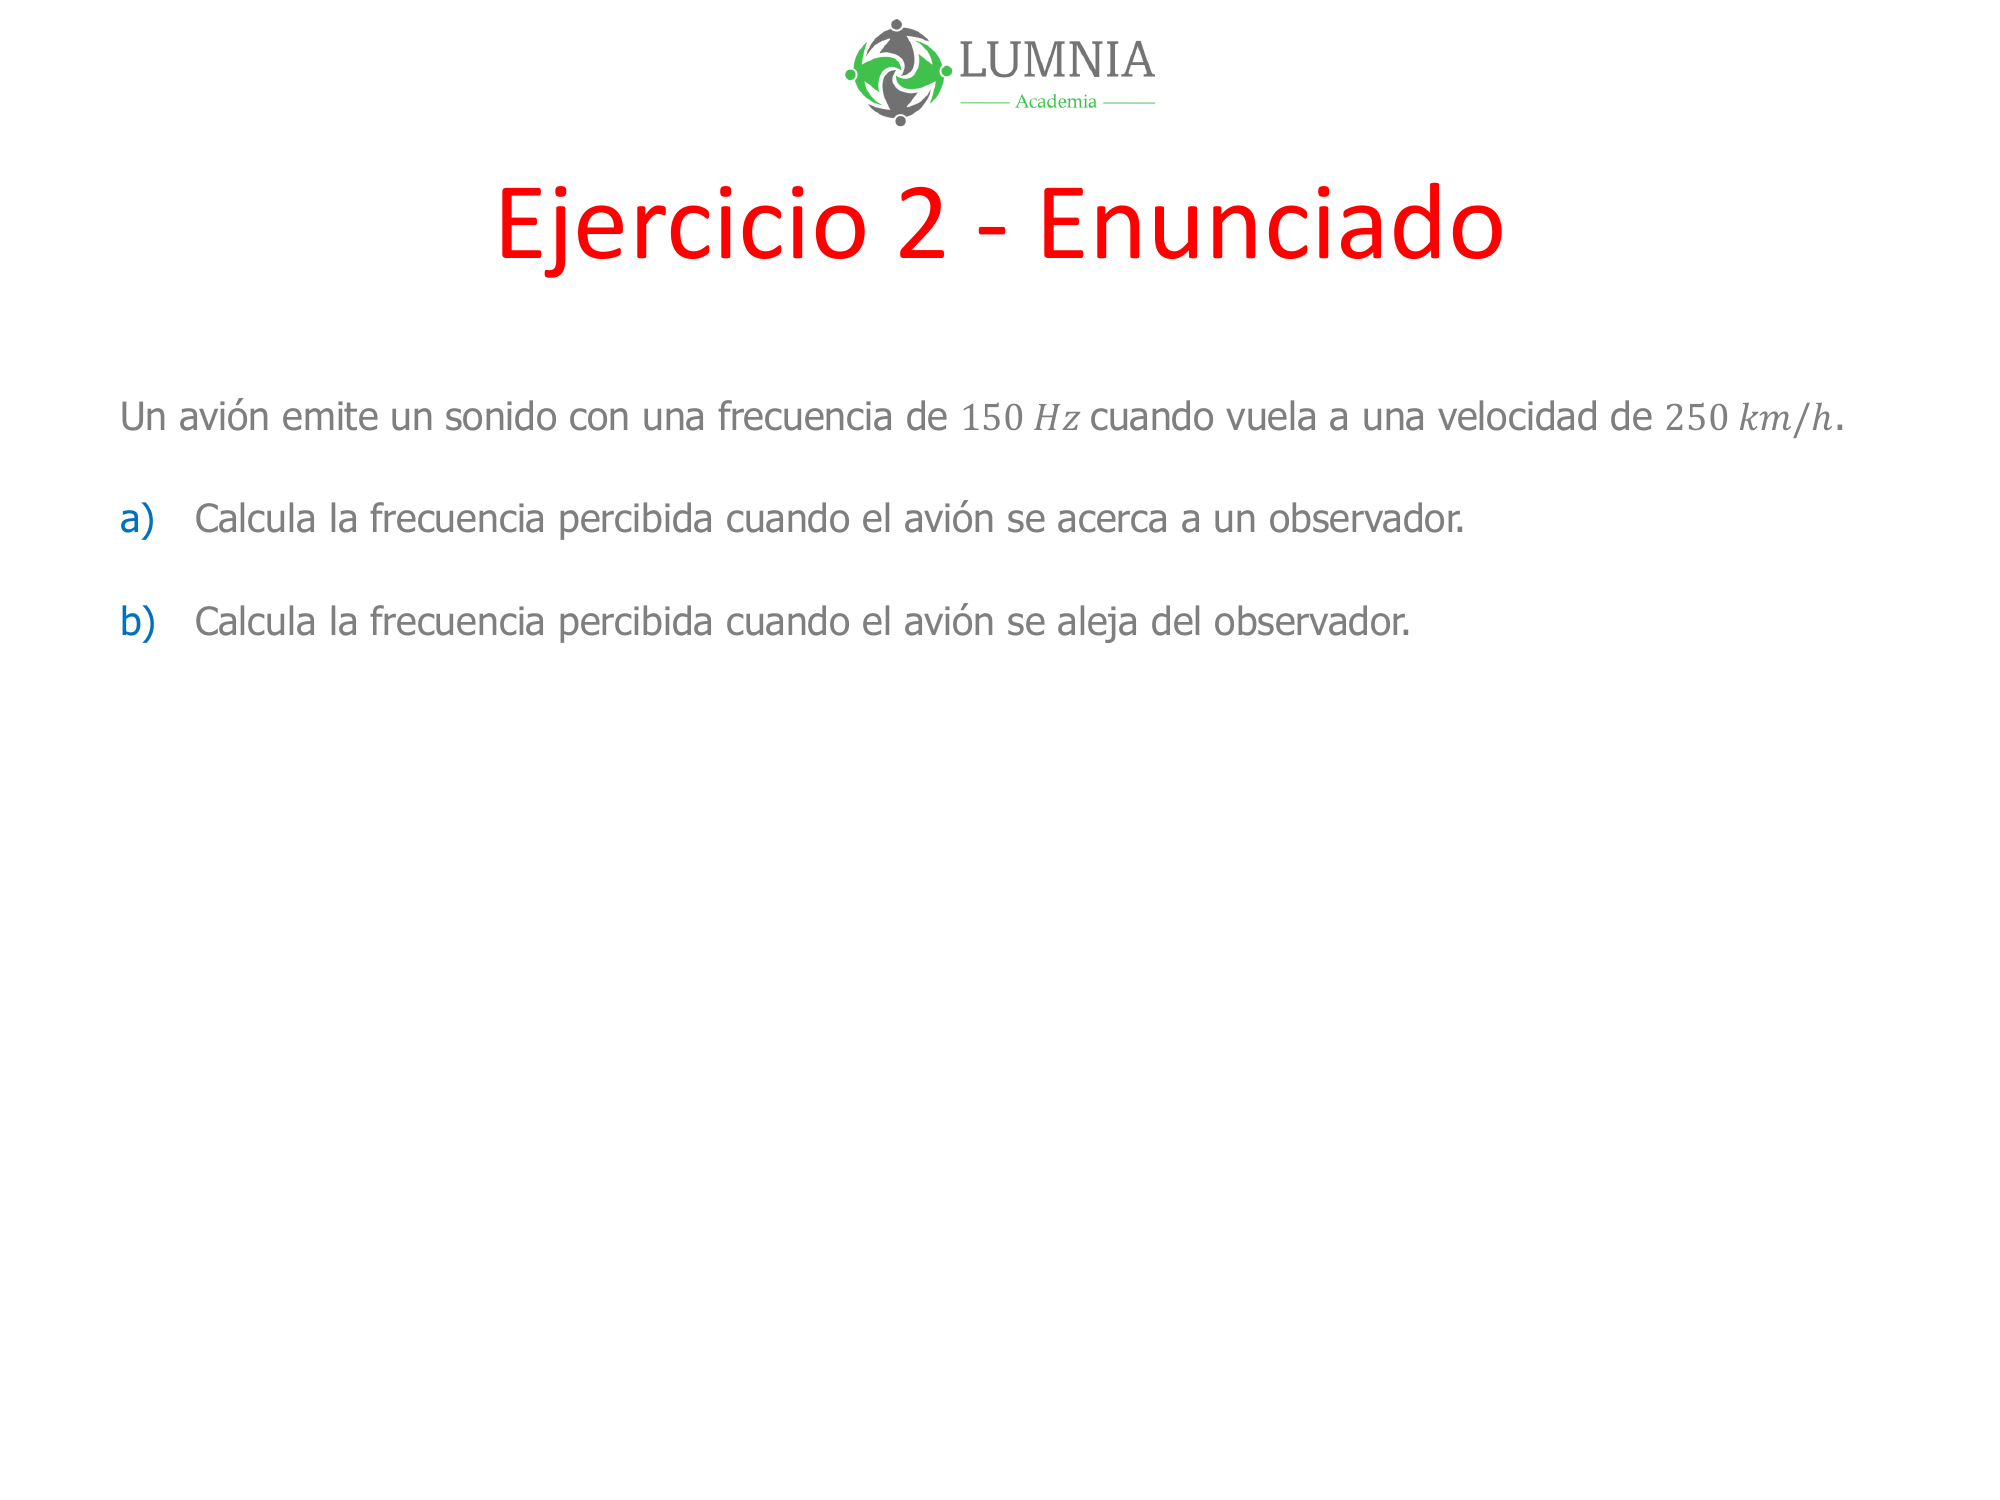 LUMNIA
Academia
Ejercicio 2 - Enunciado
Un avión emite un sonido con una frecuencia de 150 Hz cuando vuela a una velocidad de 250 km/h.
a) Calcula la frecuencia percibida cuando el avión se acerca a un observador.
b) Calcula la frecuencia percibida cuando el avión se aleja del observador.